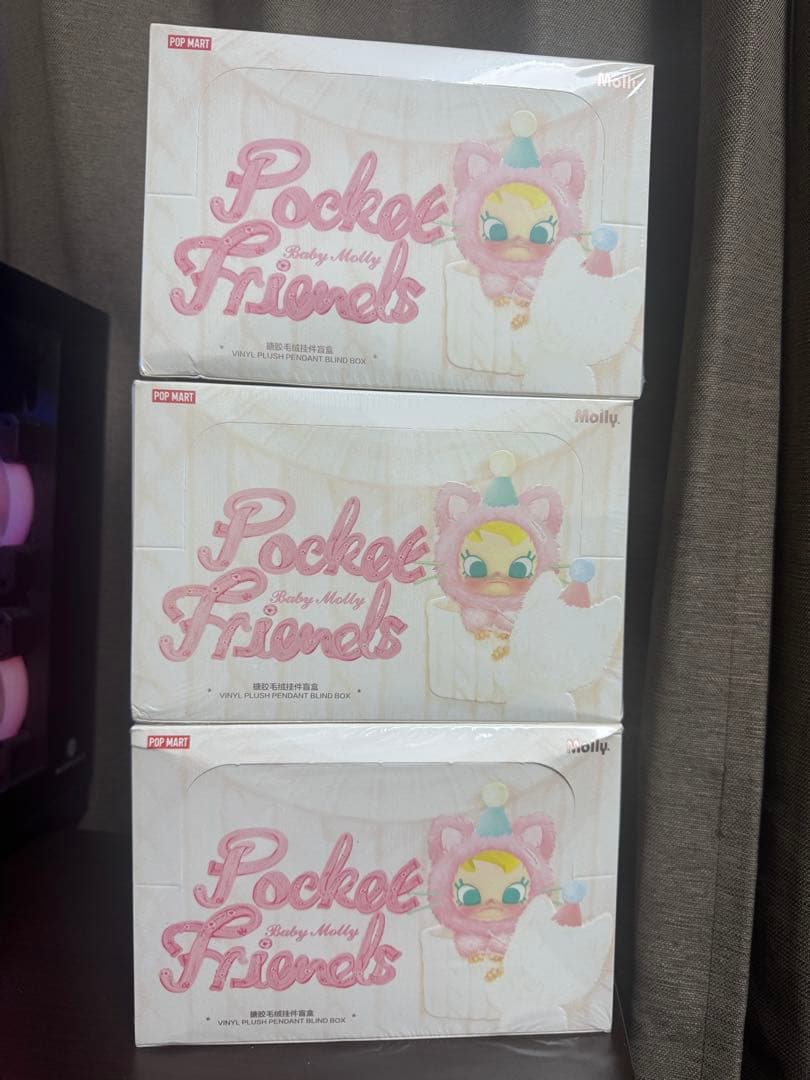 POP MART
Molly
Pocket
Friends
Baby Molly
搪胶毛绒挂件盲盒
VINYL PLUSH PENDANT BLIND BOX
POP MART
Molly.
Pocket
Friends
Baby Molly
搪胶毛绒挂件盲盒
VINYL PLUSH PENDANT BLIND BOX
POP MART
Molly.
Pocket
Friends
Baby Molly
搪胶毛绒挂件盲盒
VINYL PLUSH PENDANT BLIND BOX